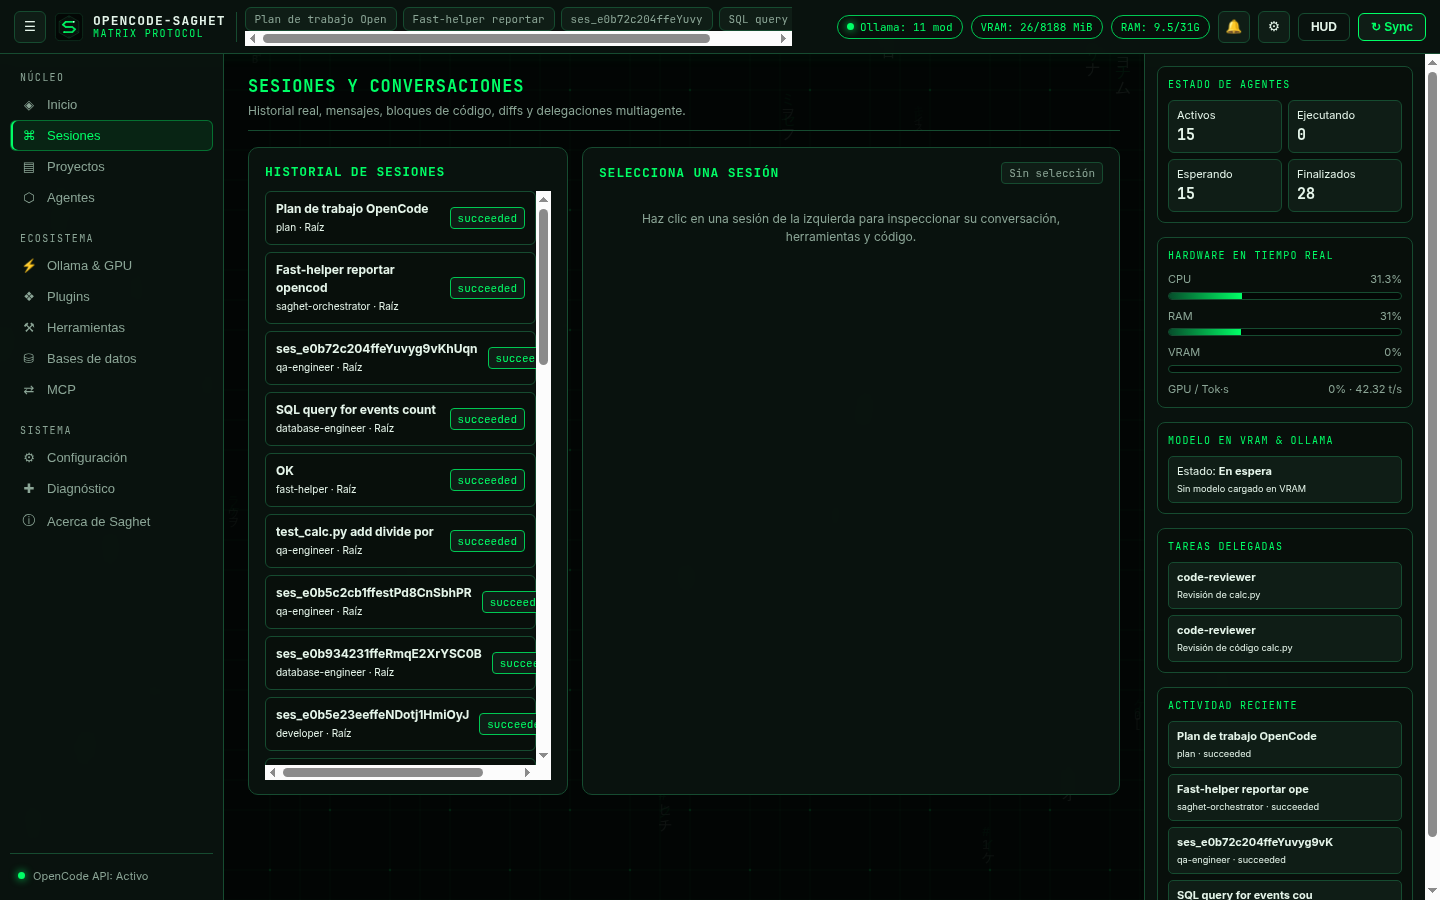 OPENCODE-SAGHET
MATRIX PROTOCOL
Plan de trabajo Open
Fast-helper reportar
ses_e0b72c204ffeYuvy
SQL query
Ollama: 11 mod
VRAM: 26/8188 MiB
RAM: 9.5/31G
HUD
↻ Sync
NÚCLEO
Inicio
Sesiones
Proyectos
Agentes
ECOSISTEMA
Ollama & GPU
Plugins
Herramientas
Bases de datos
MCP
SISTEMA
Configuración
Diagnóstico
Acerca de Saghet
OpenCode API: Activo
SESIONES Y CONVERSACIONES
Historial real, mensajes, bloques de código, diffs y delegaciones multiagente.
HISTORIAL DE SESIONES
Plan de trabajo OpenCode
plan · Raíz
succeeded
Fast-helper reportar
opencod
saghet-orchestrator · Raíz
succeeded
ses_e0b72c204ffeYuvyg9vKhUqn
qa-engineer · Raíz
succee
SQL query for events count
database-engineer · Raíz
succeeded
OK
fast-helper · Raíz
succeeded
test_calc.py add divide por
qa-engineer · Raíz
succeeded
ses_e0b5c2cb1ffestPd8CnSbhPR
qa-engineer · Raíz
succeed
ses_e0b934231ffeRmqE2XrYSC0B
database-engineer · Raíz
succee
ses_e0b5e23eeffeNDotj1HmiOyJ
developer · Raíz
succeede
SELECCIONA UNA SESIÓN
Sin selección
Haz clic en una sesión de la izquierda para inspeccionar su conversación,
herramientas y código.
ESTADO DE AGENTES
Activos
15
Ejecutando
0
Esperando
15
Finalizados
28
HARDWARE EN TIEMPO REAL
CPU 31.3%
RAM 31%
VRAM 0%
GPU / Tok·s 0% · 42.32 t/s
MODELO EN VRAM & OLLAMA
Estado: En espera
Sin modelo cargado en VRAM
TAREAS DELEGADAS
code-reviewer
Revisión de calc.py
code-reviewer
Revisión de código calc.py
ACTIVIDAD RECIENTE
Plan de trabajo OpenCode
plan · succeeded
Fast-helper reportar ope
saghet-orchestrator · succeeded
ses_e0b72c204ffeYuvyg9vK
qa-engineer · succeeded
SQL query for events cou